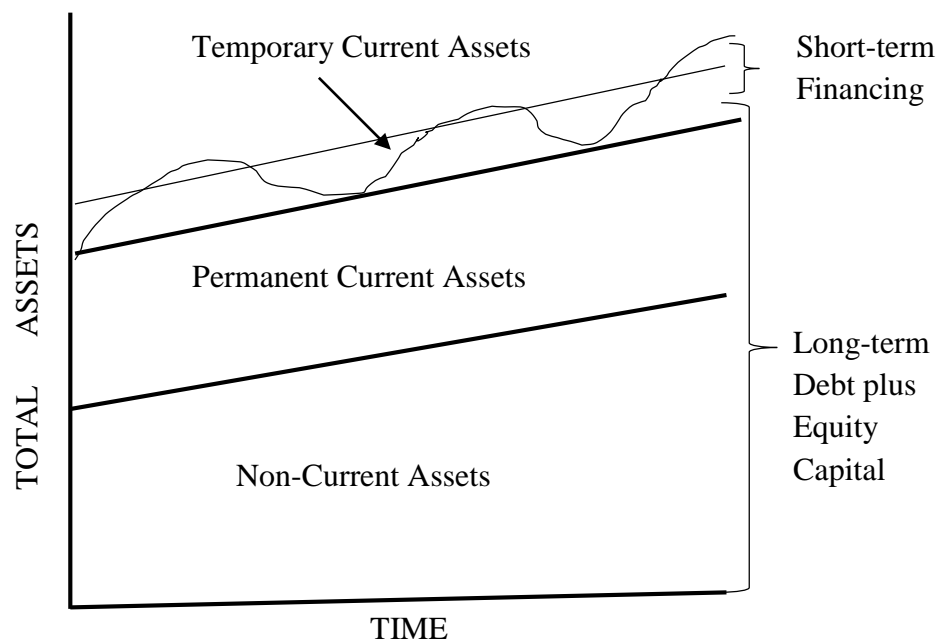 Temporary Current Assets
Short-term
Financing
Permanent Current Assets
TOTAL ASSETS
Long-term
Debt plus
Equity
Capital
Non-Current Assets
TIME